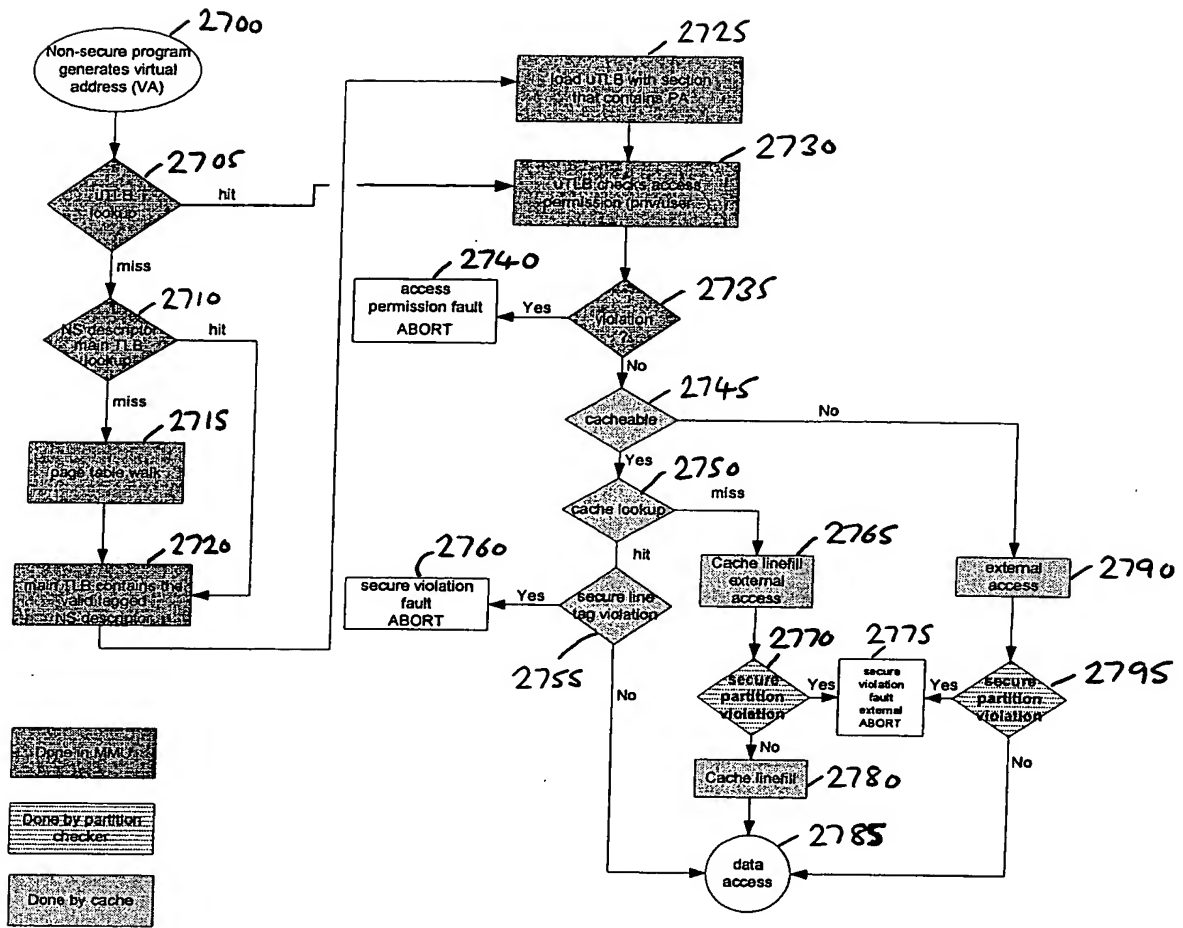 2700
Non-secure program
generates virtual
address (VA)
2705
uTLB
lookup
hit
miss
2710
NS descriptor
main TLB
lookup
hit
miss
2715
page table walk
2720
main TLB contains the
valid tagged
NS descriptor
2725
load uTLB with section
that contains PA
2730
uTLB checks access
permission (priv/user
2740
access
permission fault
ABORT
Yes
2735
violation
?
No
2745
cacheable
No
Yes
2750
cache lookup
miss
hit
2760
secure violation
fault
ABORT
Yes
secure line
tag violation
2755
No
2765
Cache linefill
external
access
2770
secure
partition
violation
Yes
2775
secure
violation
fault
external
ABORT
Yes
external
access
2790
secure
partition
violation
2795
No
No
Cache linefill
2780
2785
data
access
Done in MMU
Done by partition
checker
Done by cache